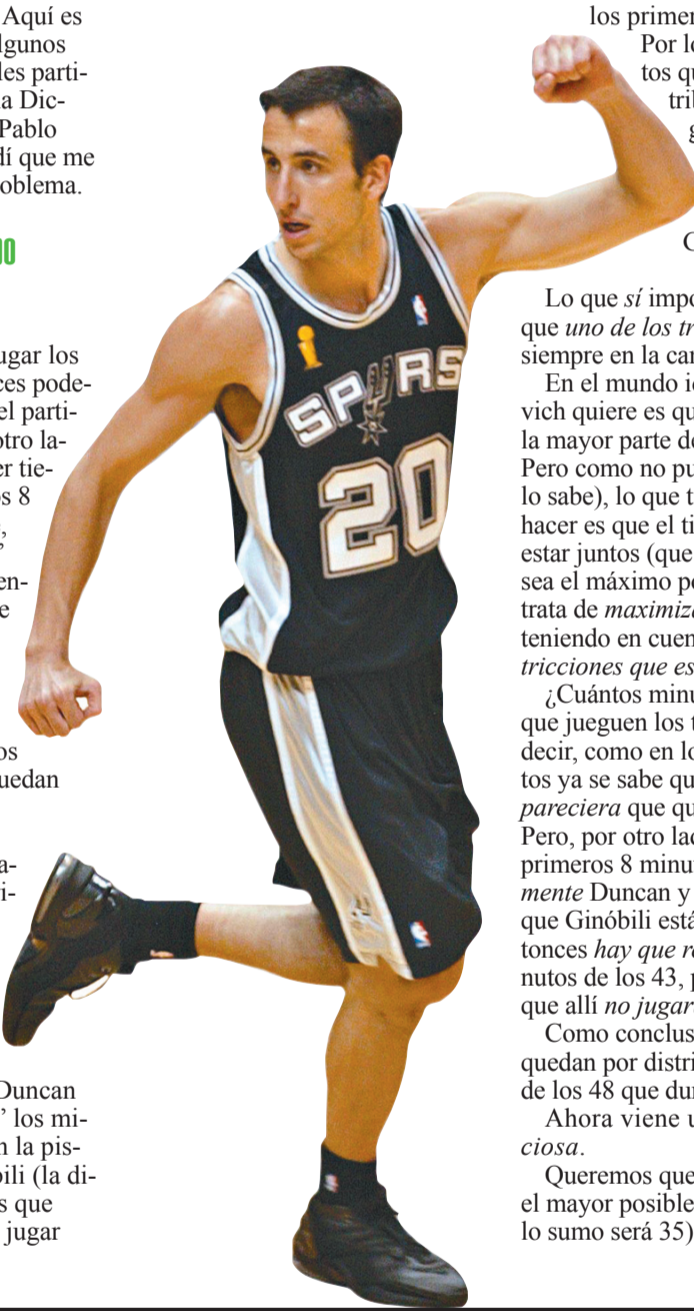 Aquí es
lgunos
les parti-
a Dic-
Pablo
dí que me
oblema.
ugar los
ces pode-
el parti-
otro la-
er tie-
os 8
,
en-
e
os
uedan
a-
ri-
Duncan
” los mi-
n la pis-
bili (la di-
s que
jugar
SPURS
20
los primer
Por lo
tos qu
trib
g
Lo que sí impo
que uno de los tr
siempre en la can
En el mundo id
vich quiere es qu
la mayor parte de
Pero como no pu
lo sabe), lo que t
hacer es que el ti
estar juntos (que
sea el máximo po
trata de maximiza
teniendo en cuen
tricciones que es
¿Cuántos minu
que jueguen los t
decir, como en lo
tos ya se sabe qu
pareciera que qu
Pero, por otro lad
primeros 8 minu
mente Duncan y
que Ginóbili está
tonces hay que re
nutos de los 43, p
que allí no jugar
Como conclus
quedan por distri
de los 48 que dur
Ahora viene u
ciosa.
Queremos que
el mayor posible
lo sumo será 35)